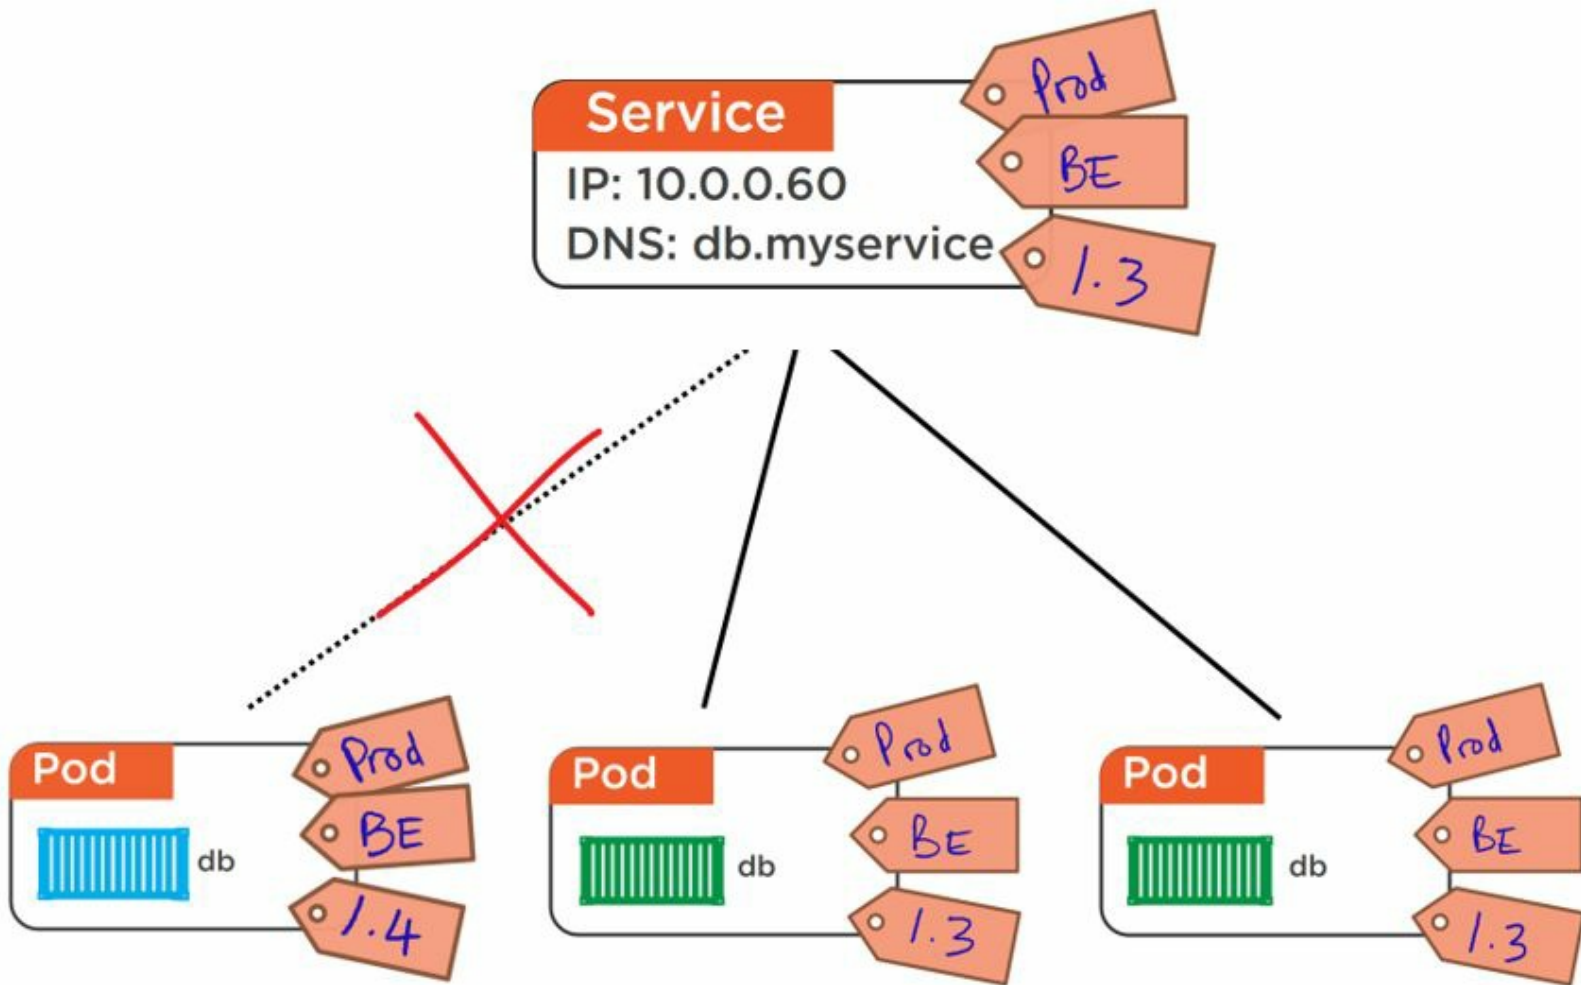 Service
IP: 10.0.0.60
DNS: db.myservice
Prod
BE
1.3
Pod
db
Prod
BE
1.4
Pod
db
Prod
BE
1.3
Pod
db
Prod
BE
1.3